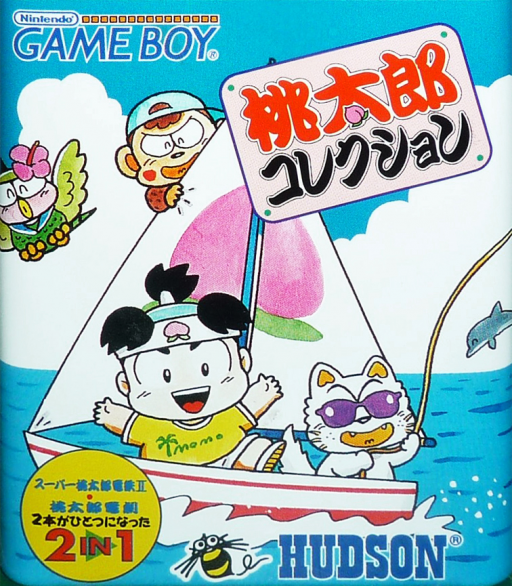 Nintendo®
GAME BOY®
桃太郎
コレクション
momo
スーパー桃太郎電鉄II
桃太郎電劇
2本がひとつになった
2IN1
HUDSON®